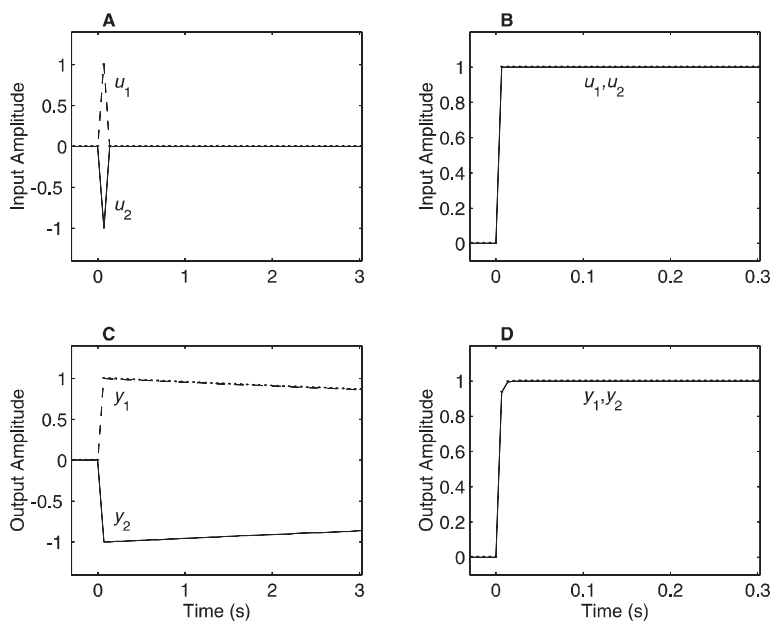 A
Input Amplitude
1
0.5
0
-0.5
-1
u1
u2
0 1 2 3
B
Input Amplitude
1
0.8
0.6
0.4
0.2
0
u1,u2
0 0.1 0.2 0.3
C
Output Amplitude
1
0.5
0
-0.5
-1
y1
y2
0 1 2 3
Time (s)
D
Output Amplitude
1
0.8
0.6
0.4
0.2
0
y1,y2
0 0.1 0.2 0.3
Time (s)